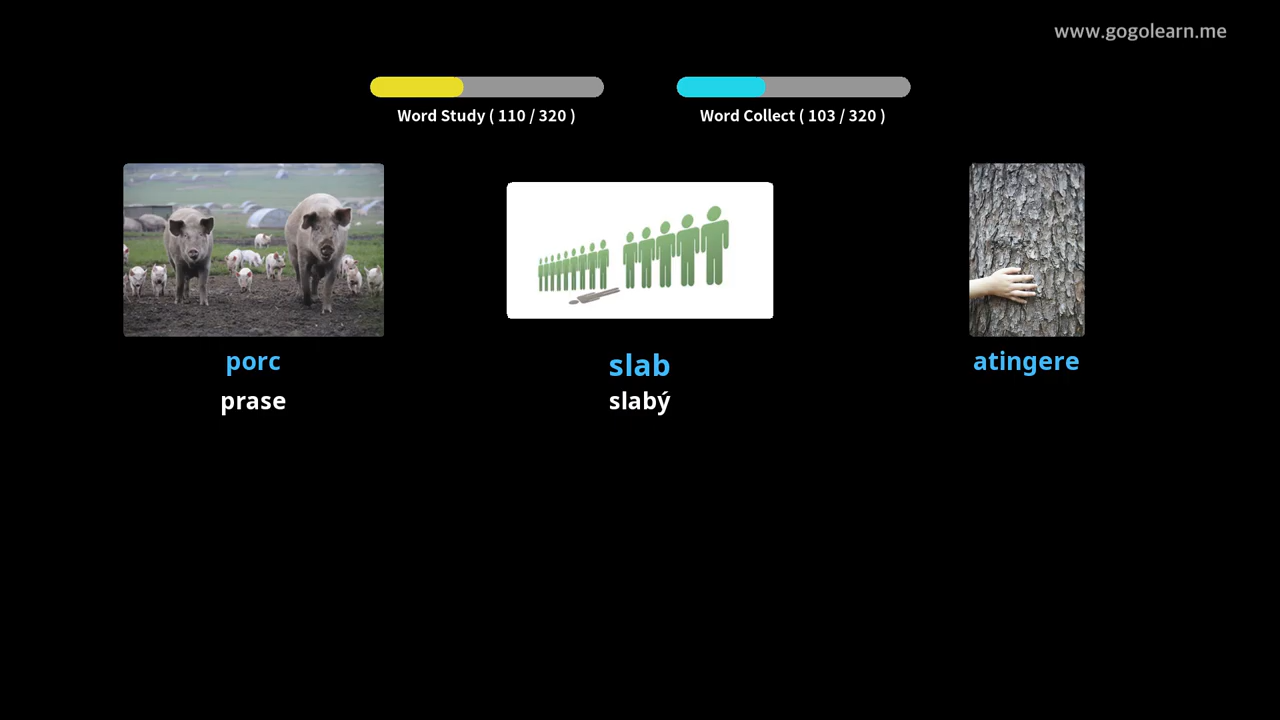 www.gogolearn.me
Word Study ( 110 / 320 )
Word Collect ( 103 / 320 )
porc
prase
slab
slabý
atingere